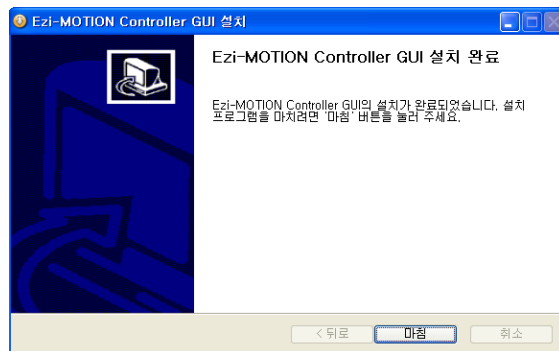 Ezi-MOTION Controller GUI 설치
Ezi-MOTION Controller GUI 설치 완료
Ezi-MOTION Controller GUI의 설치가 완료되었습니다. 설치
프로그램을 마치려면 '마침' 버튼을 눌러 주세요.
< 뒤로 마침 취소